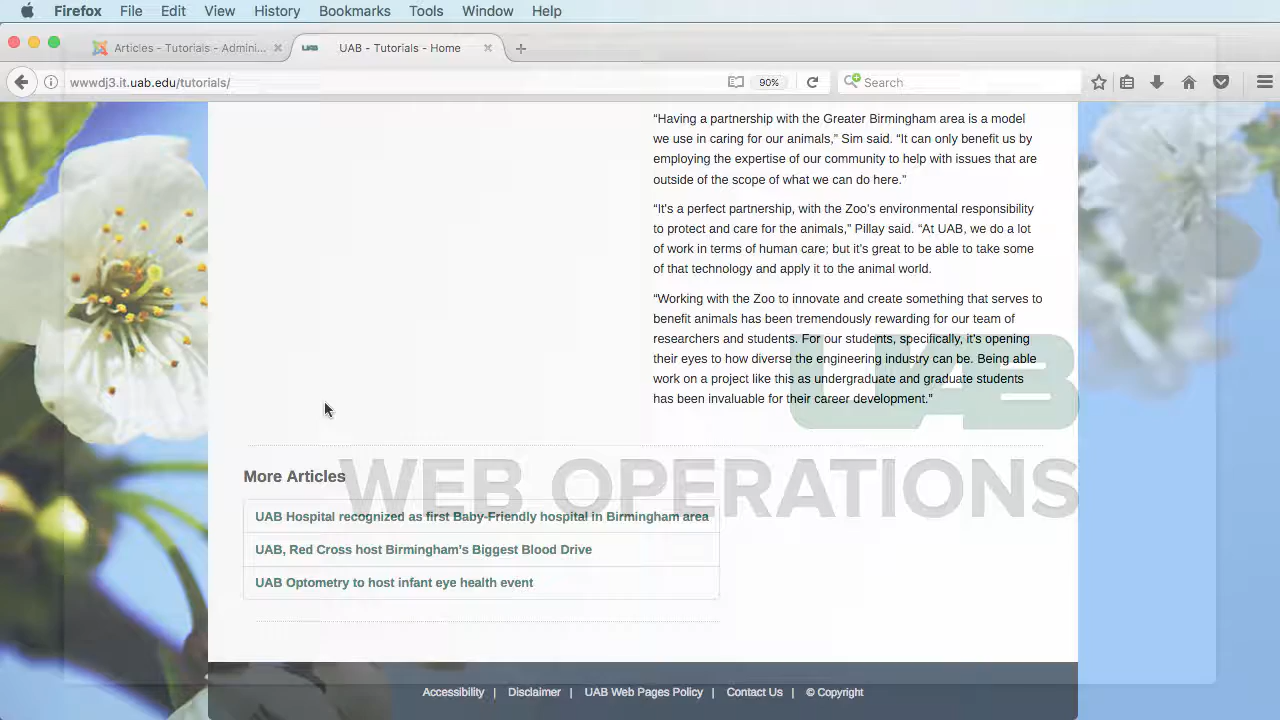 Firefox File Edit View History Bookmarks Tools Window Help
Articles - Tutorials - Admini... UAB - Tutorials - Home
wwwdj3.it.uab.edu/tutorials/ 90% Search
“Having a partnership with the Greater Birmingham area is a model
we use in caring for our animals,” Sim said. “It can only benefit us by
employing the expertise of our community to help with issues that are
outside of the scope of what we can do here.”
“It's a perfect partnership, with the Zoo's environmental responsibility
to protect and care for the animals,” Pillay said. “At UAB, we do a lot
of work in terms of human care; but it's great to be able to take some
of that technology and apply it to the animal world.
“Working with the Zoo to innovate and create something that serves to
benefit animals has been tremendously rewarding for our team of
researchers and students. For our students, specifically, it's opening
their eyes to how diverse the engineering industry can be. Being able
work on a project like this as undergraduate and graduate students
has been invaluable for their career development.”
UAB
WEB OPERATIONS
More Articles
UAB Hospital recognized as first Baby-Friendly hospital in Birmingham area
UAB, Red Cross host Birmingham's Biggest Blood Drive
UAB Optometry to host infant eye health event
Accessibility | Disclaimer | UAB Web Pages Policy | Contact Us | © Copyright